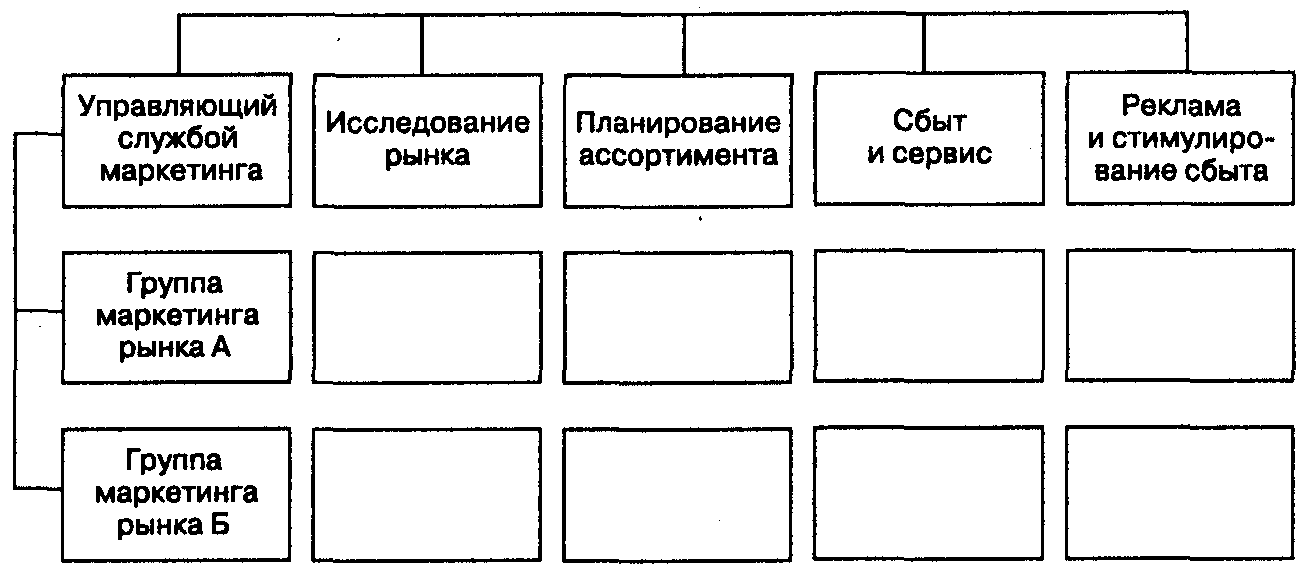 Управляющий
службой
маркетинга
Исследование
рынка
Планирование
ассортимента
Сбыт
и сервис
Реклама
и стимулиро-
вание сбыта
Группа
маркетинга
рынка А
Группа
маркетинга
рынка Б